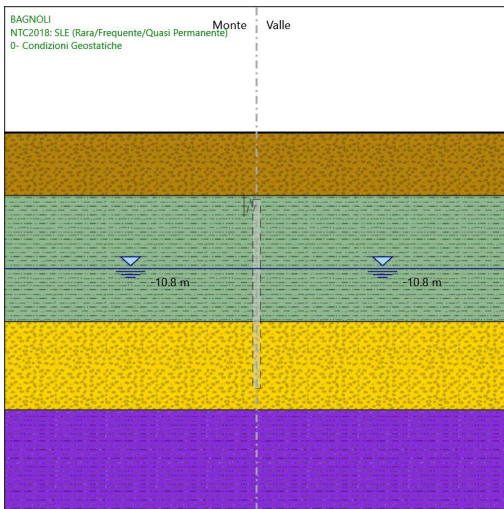 BAGNOLI
NTC2018: SLE (Rara/Frequente/Quasi Permanente)
0- Condizioni Geostatiche
Monte Valle
-10.8 m -10.8 m